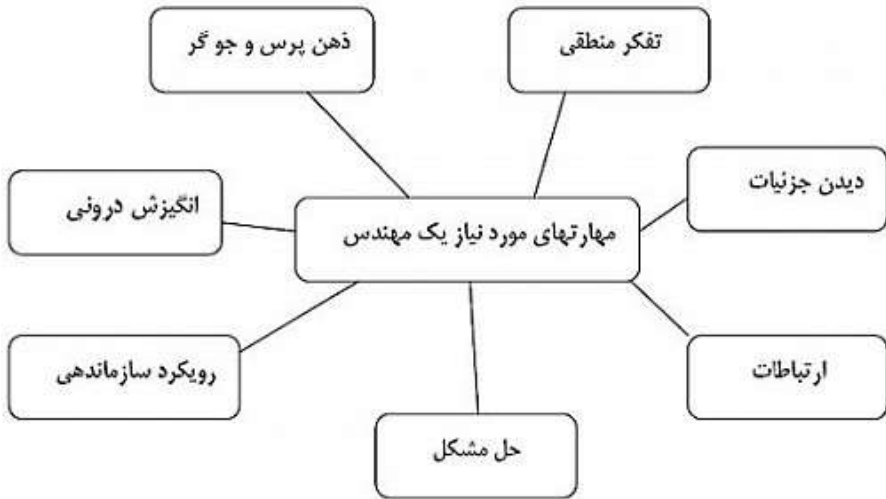 تفکر منطقی
ذهن پرس و جو گر
دیدن جزئیات
انگیزش درونی
مهارتهای مورد نیاز یک مهندس
ارتباطات
رویکرد سازماندهی
حل مشکل